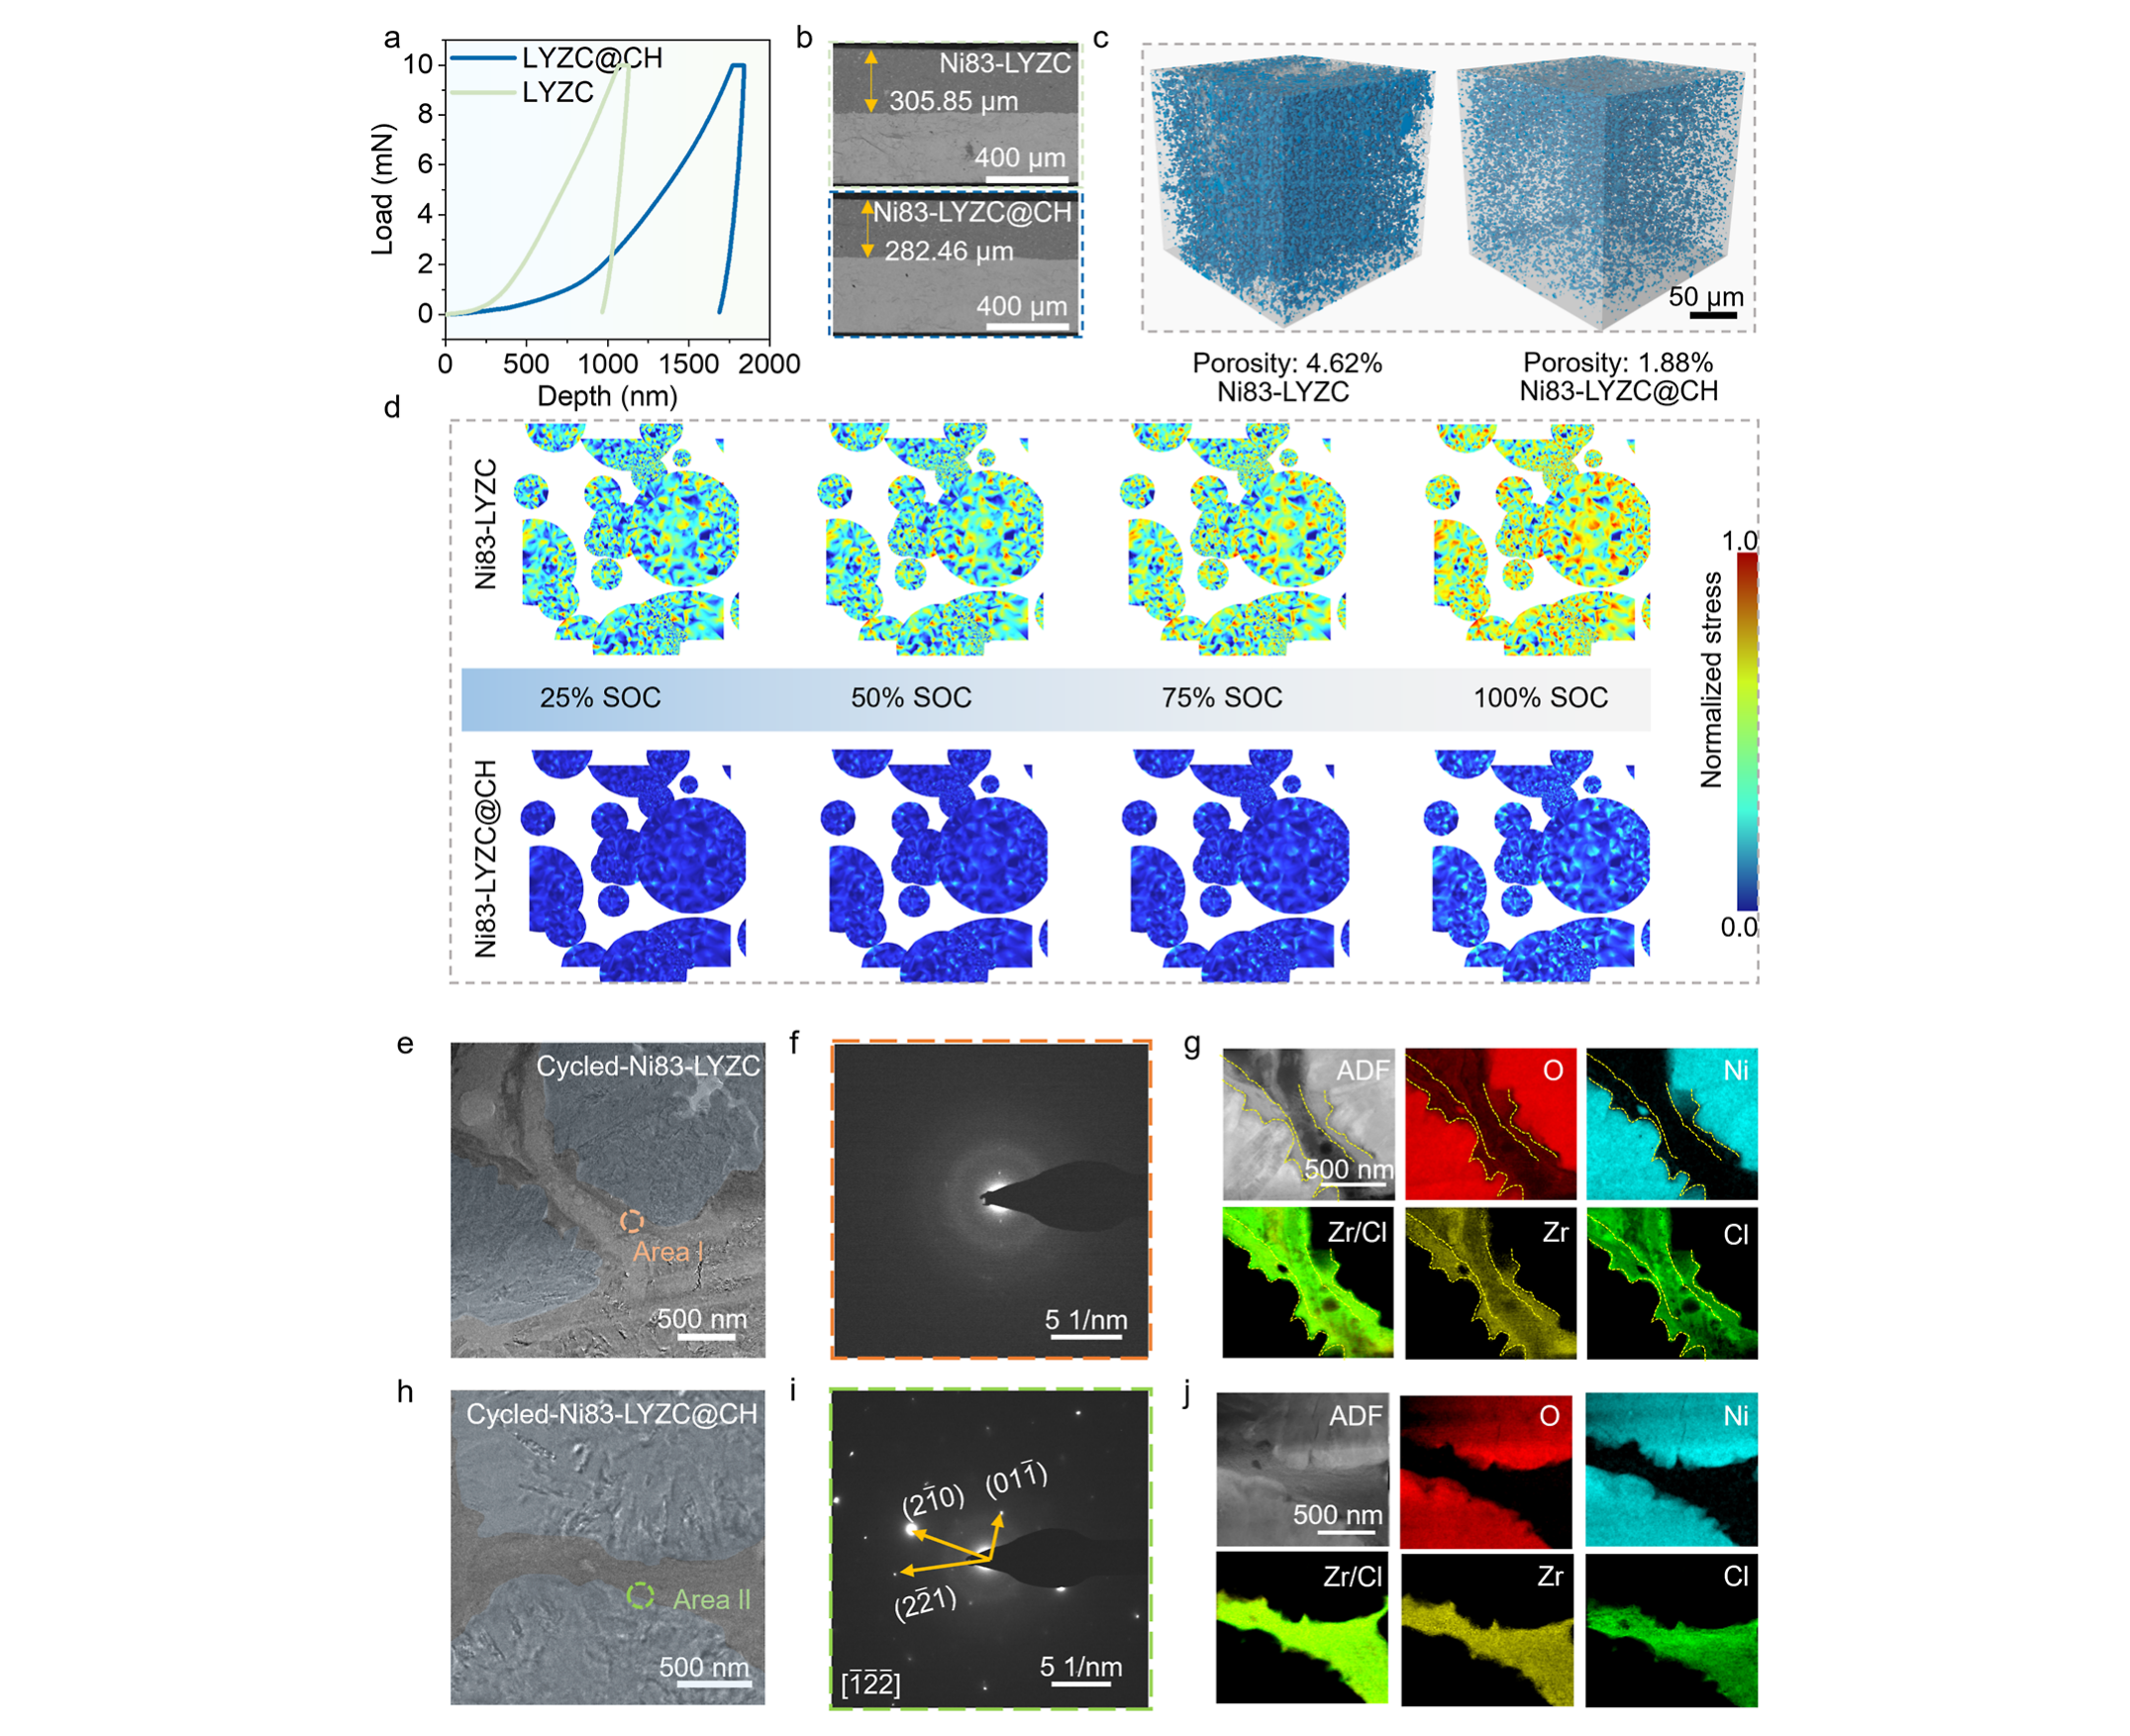 a
LYZC@CH
LYZC
Load (mN)
10
8
6
4
2
0
0 500 1000 1500 2000
Depth (nm)
b
Ni83-LYZC
305.85 µm
400 µm
Ni83-LYZC@CH
282.46 µm
400 µm
c
50 µm
Porosity: 4.62%
Ni83-LYZC
Porosity: 1.88%
Ni83-LYZC@CH
d
Ni83-LYZC
25% SOC 50% SOC 75% SOC 100% SOC
Ni83-LYZC@CH
Normalized stress
1.0
0.0
e
Cycled-Ni83-LYZC
Area I
500 nm
f
5 1/nm
g
ADF
500 nm
O
Ni
Zr/Cl
Zr
Cl
h
Cycled-Ni83-LYZC@CH
Area II
500 nm
i
(21̅0)
(011̅)
(22̅1)
[1̅2̅2̅]
5 1/nm
j
ADF
500 nm
O
Ni
Zr/Cl
Zr
Cl